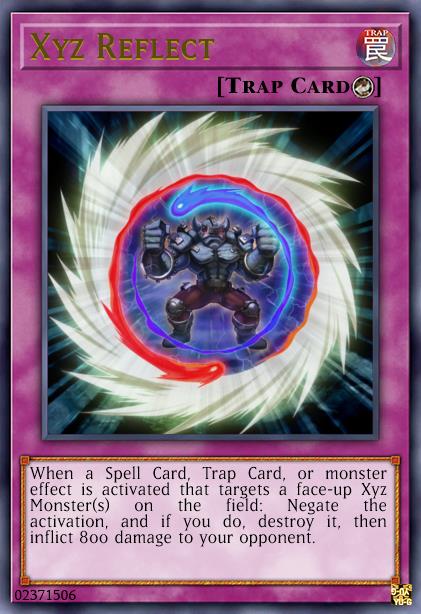 Xyz Reflect
TRAP
罠
[Trap Card]
When a Spell Card, Trap Card, or monster
effect is activated that targets a face-up Xyz
Monster(s) on the field: Negate the
activation, and if you do, destroy it, then
inflict 800 damage to your opponent.
02371506